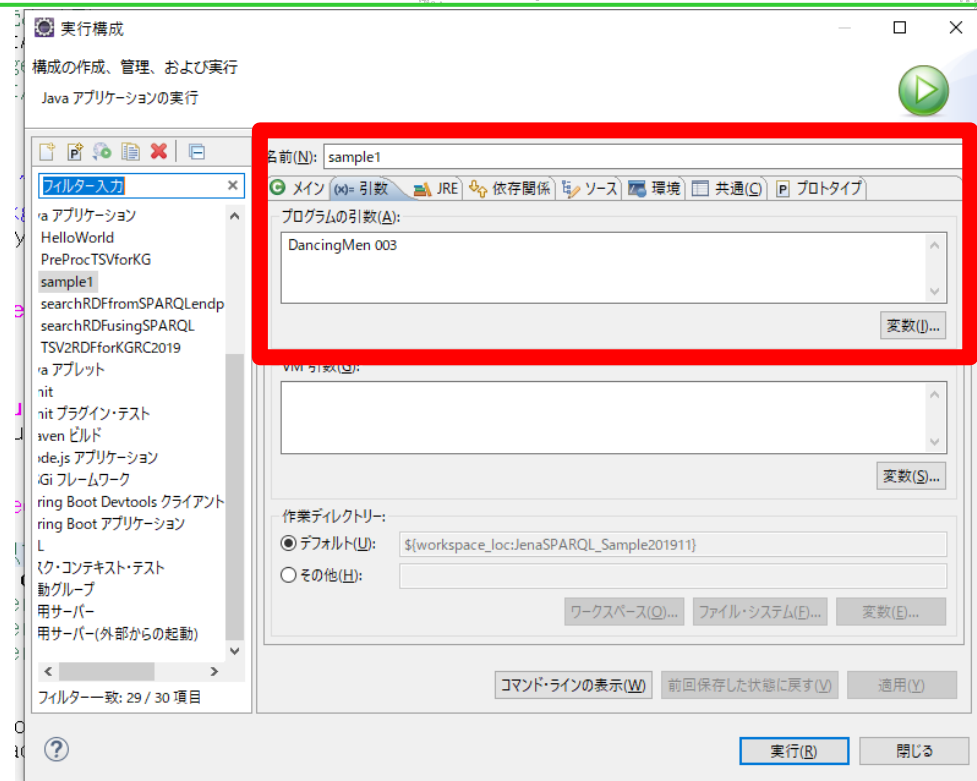 実行構成
構成の作成、管理、および実行
Java アプリケーションの実行
フィルター入力
va アプリケーション
HelloWorld
PreProcTSVforKG
sample1
searchRDFfromSPARQLendp
searchRDFusingSPARQL
TSV2RDFforKGRC2019
va アプレット
nit
nit プラグイン・テスト
aven ビルド
ode.js アプリケーション
Gi フレームワーク
ring Boot Devtools クライアント
ring Boot アプリケーション
L
スク・コンテキスト・テスト
動グループ
用サーバー
用サーバー(外部からの起動)
フィルター一致: 29 / 30 項目
名前(N): sample1
メイン (x)= 引数 JRE 依存関係 ソース 環境 共通(C) P プロトタイプ
プログラムの引数(A):
DancingMen 003
変数(I)...
VM 引数(G):
変数(S)...
作業ディレクトリー:
デフォルト(U): ${workspace_loc:JenaSPARQL_Sample201911}
その他(H):
ワークスペース(O)... ファイル・システム(F)... 変数(E)...
コマンド・ラインの表示(W) 前回保存した状態に戻す(V) 適用(Y)
実行(R) 閉じる